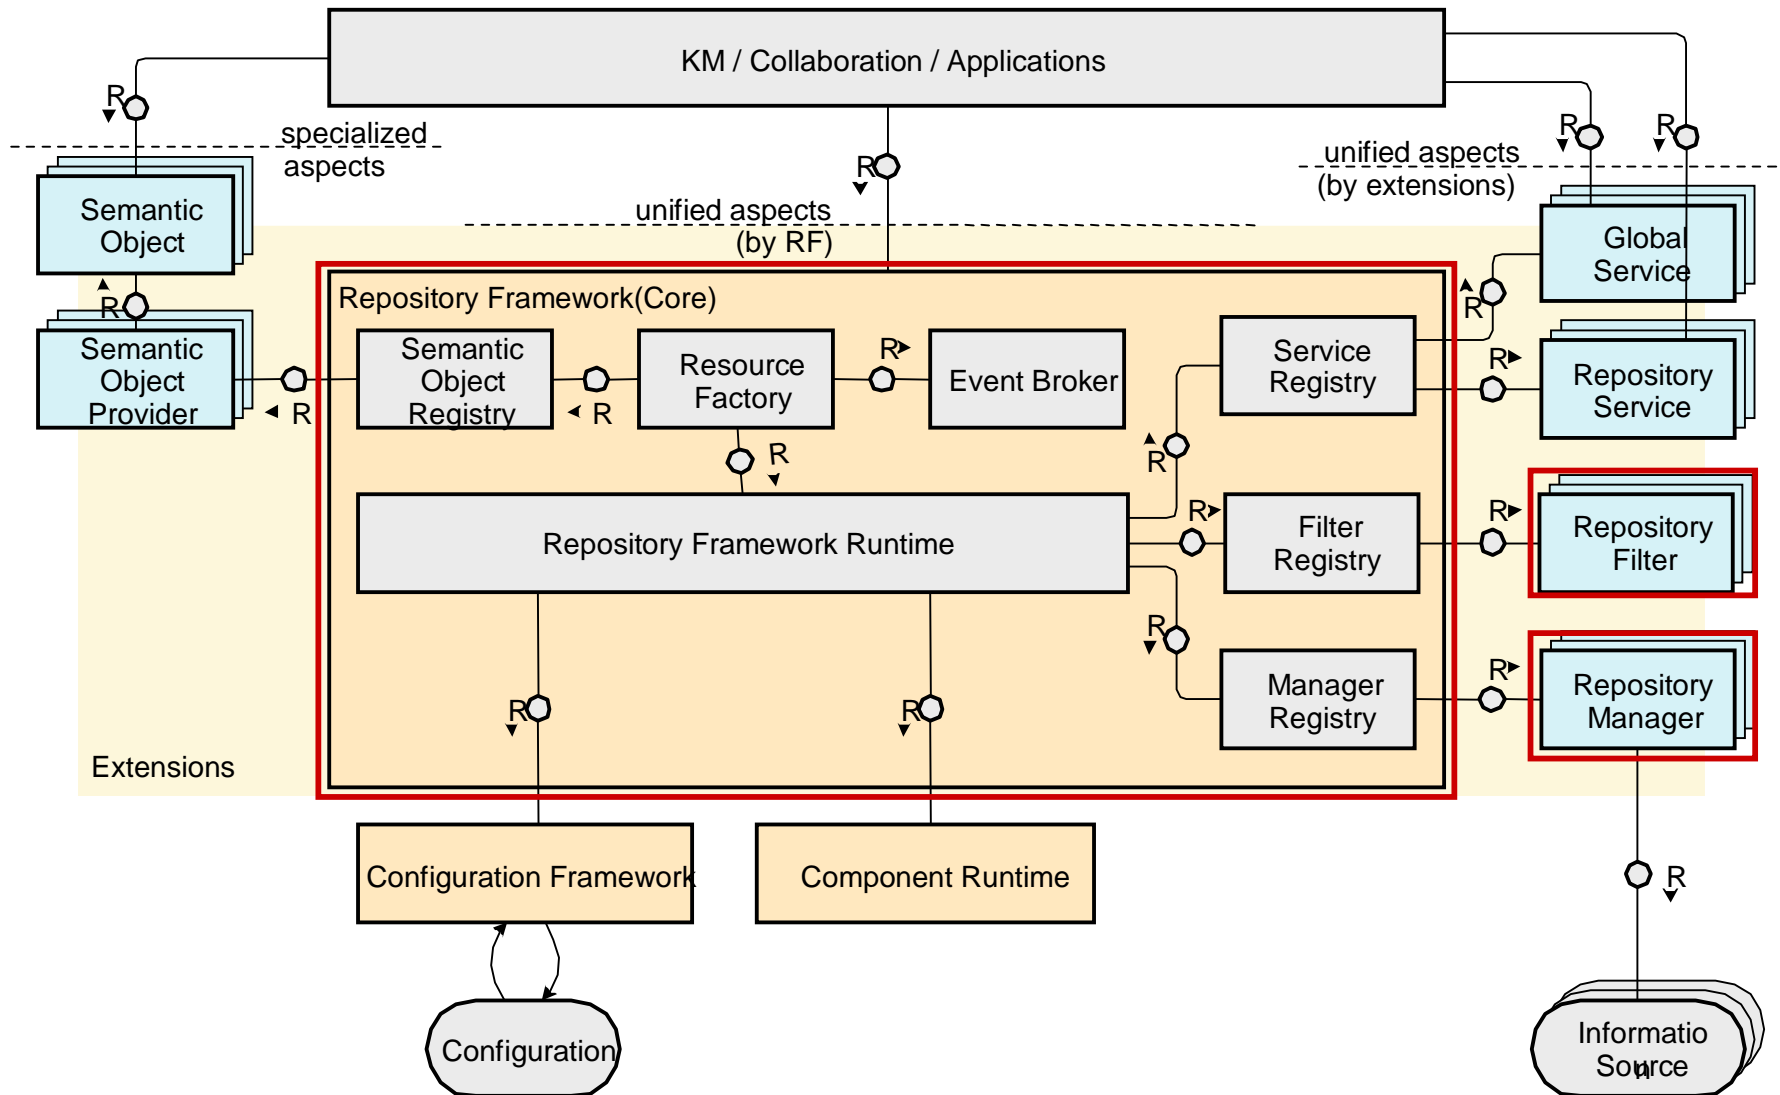 KM / Collaboration / Applications
R
R
R
R
specialized
aspects
unified aspects
(by extensions)
unified aspects
(by RF)
Semantic
Object
Global
Service
R
R
Repository Framework(Core)
Semantic
Object
Provider
R
Semantic
Object
Registry
R
Resource
Factory
R
Event Broker
Service
Registry
R
Repository
Service
R
R
Repository Framework Runtime
R
Filter
Registry
R
Repository
Filter
R
Manager
Registry
R
Repository
Manager
R
R
Extensions
Configuration Framework
Component Runtime
R
Configuration
Informatio
n
Source